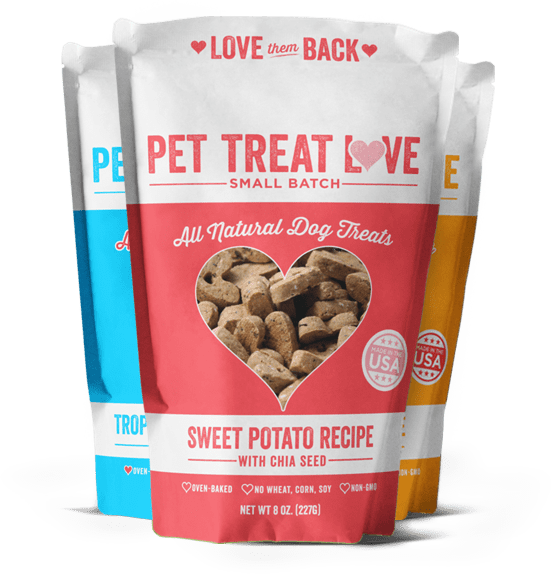 LOVE them BACK
PET TREAT LOVE
SMALL BATCH
All Natural Dog Treats
MADE IN THE
USA
SWEET POTATO RECIPE
WITH CHIA SEED
OVEN-BAKED NO WHEAT, CORN, SOY NON-GMO
NET WT 8 OZ. (227G)
PE
TROP
OVEN-
E
MADE IN THE
USA
NON-GMO